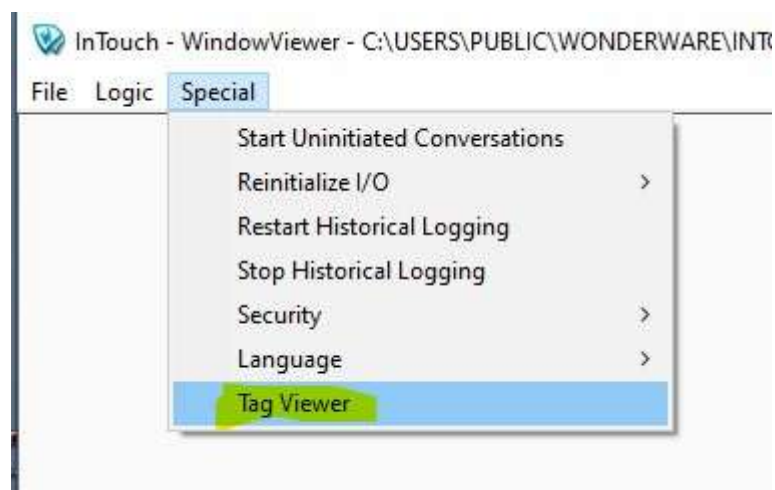 InTouch - WindowViewer - C:\USERS\PUBLIC\WONDERWARE\
File Logic Special
Start Uninitiated Conversations
Reinitialize I/O
Restart Historical Logging
Stop Historical Logging
Security
Language
Tag Viewer